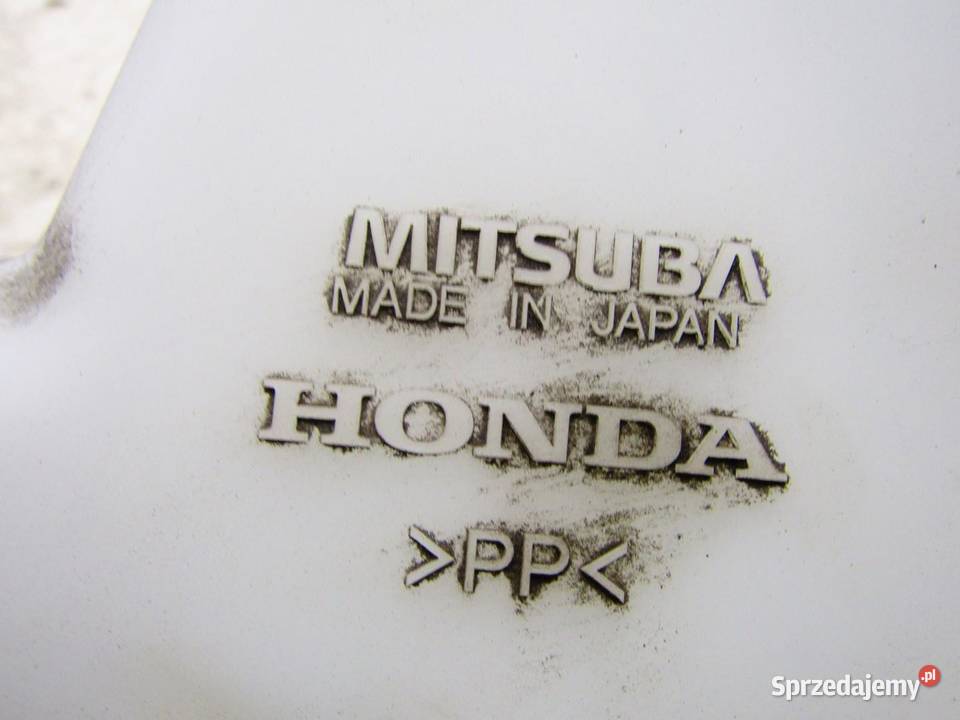 MITSUBA
MADE IN JAPAN
HONDA
>PP<
Sprzedajemy.pl